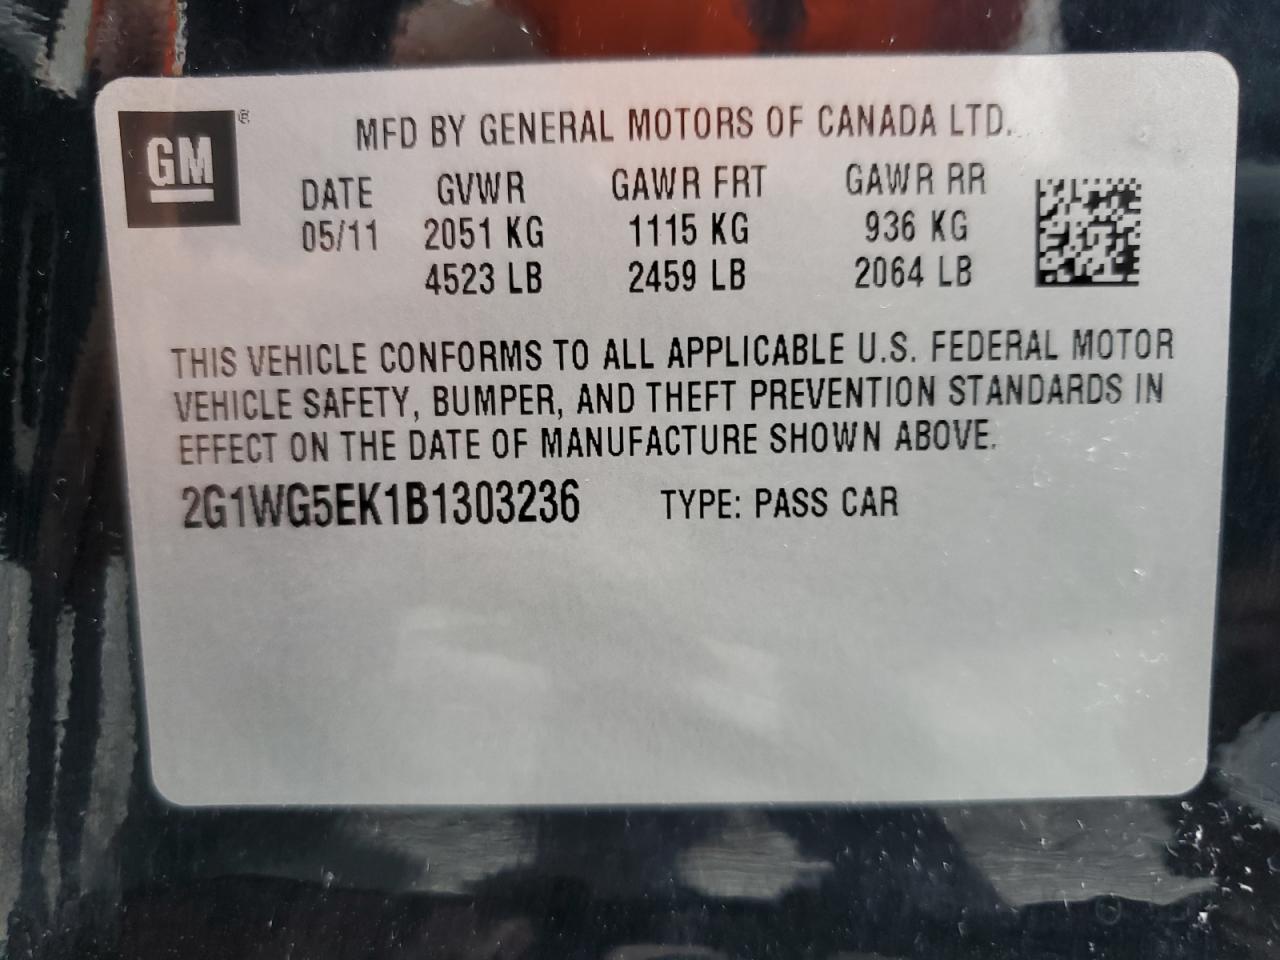 GM ®
MFD BY GENERAL MOTORS OF CANADA LTD.
DATE GVWR GAWR FRT GAWR RR
05/11 2051 KG 1115 KG 936 KG
4523 LB 2459 LB 2064 LB
THIS VEHICLE CONFORMS TO ALL APPLICABLE U.S. FEDERAL MOTOR
VEHICLE SAFETY, BUMPER, AND THEFT PREVENTION STANDARDS IN
EFFECT ON THE DATE OF MANUFACTURE SHOWN ABOVE.
2G1WG5EK1B1303236 TYPE: PASS CAR